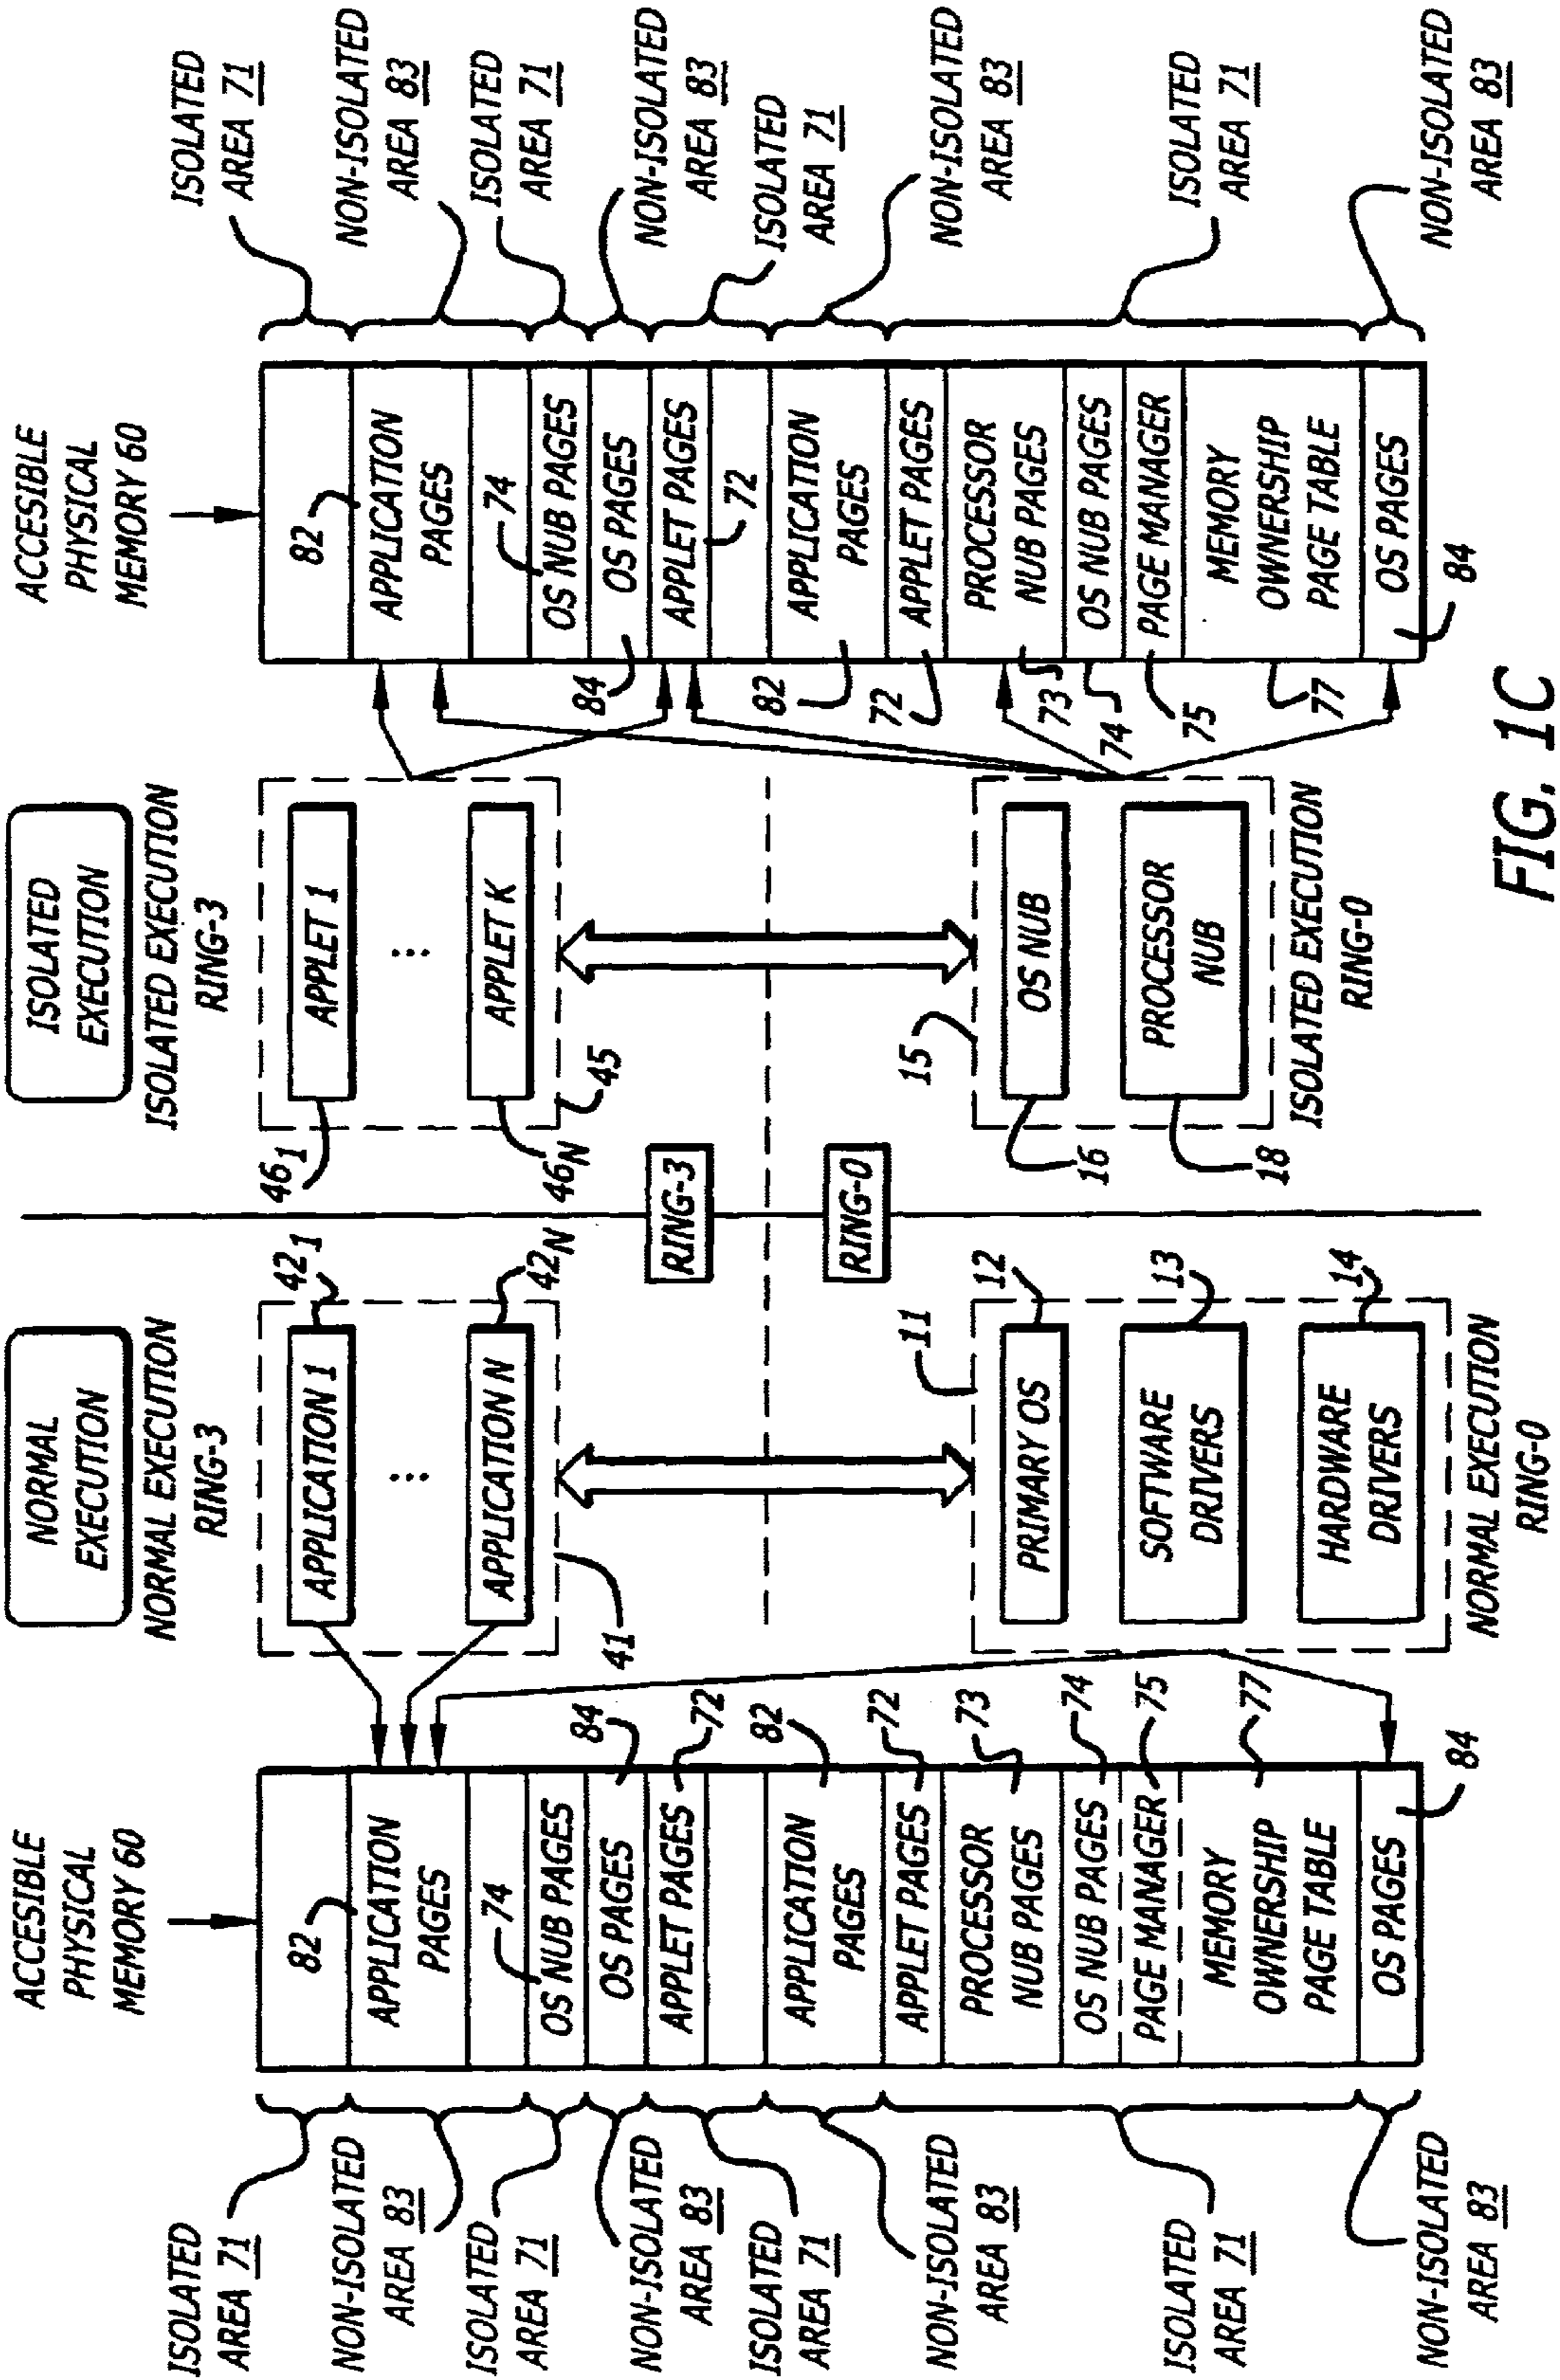 ACCESIBLE
PHYSICAL
MEMORY 60
ISOLATED
AREA 71
NON-ISOLATED
AREA 83
ISOLATED
AREA 71
NON-ISOLATED
AREA 83
ISOLATED
AREA 71
NON-ISOLATED
AREA 83
ISOLATED
AREA 71
NON-ISOLATED
AREA 83
82
APPLICATION
PAGES
74
OS NUB PAGES
OS PAGES
APPLET PAGES
APPLICATION
PAGES
APPLET PAGES
PROCESSOR
NUB PAGES
OS NUB PAGES
PAGE MANAGER
MEMORY
OWNERSHIP
PAGE TABLE
OS PAGES
84
72
82
72
73
74
75
77
84
NORMAL
EXECUTION
NORMAL EXECUTION
RING-3
APPLICATION 1
⋮
APPLICATION N
42₁
42N
41
RING-3
RING-0
11
12
PRIMARY OS
13
SOFTWARE
DRIVERS
14
HARDWARE
DRIVERS
NORMAL EXECUTION
RING-0
ISOLATED
EXECUTION
ISOLATED EXECUTION
RING-3
46₁
APPLET 1
⋮
46N
APPLET K
45
15
OS NUB
16
PROCESSOR
NUB
18
ISOLATED EXECUTION
RING-0
ACCESIBLE
PHYSICAL
MEMORY 60
82
APPLICATION
PAGES
74
OS NUB PAGES
OS PAGES
APPLET PAGES
72
APPLICATION
PAGES
APPLET PAGES
PROCESSOR
NUB PAGES
OS NUB PAGES
PAGE MANAGER
MEMORY
OWNERSHIP
PAGE TABLE
OS PAGES
84
82
72
73
74
75
77
84
ISOLATED
AREA 71
NON-ISOLATED
AREA 83
ISOLATED
AREA 71
NON-ISOLATED
AREA 83
ISOLATED
AREA 71
NON-ISOLATED
AREA 83
ISOLATED
AREA 71
NON-ISOLATED
AREA 83
FIG. 1C